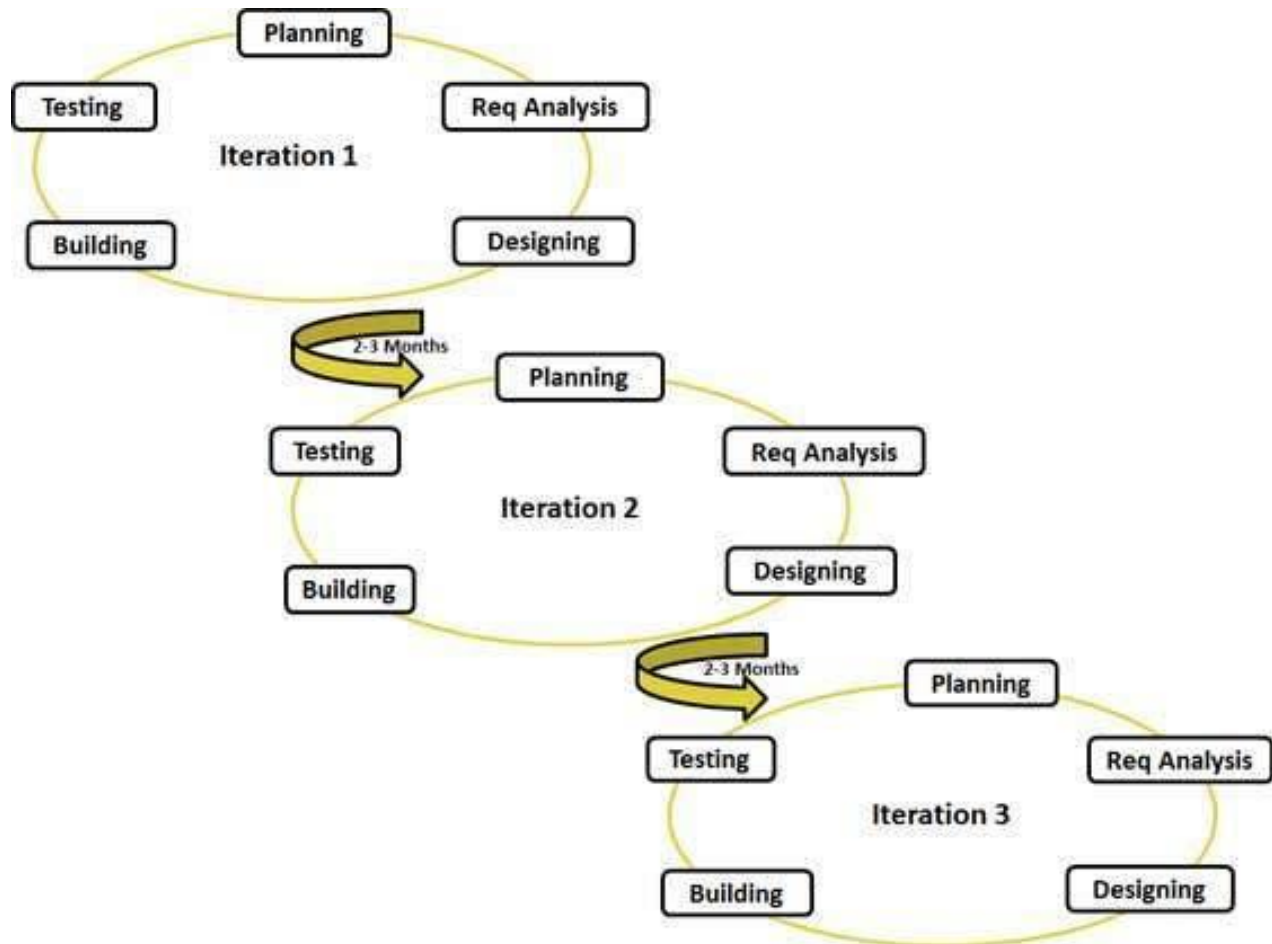 Planning
Testing
Req Analysis
Iteration 1
Building
Designing
2-3 Months
Planning
Testing
Req Analysis
Iteration 2
Building
Designing
2-3 Months
Planning
Testing
Req Analysis
Iteration 3
Building
Designing